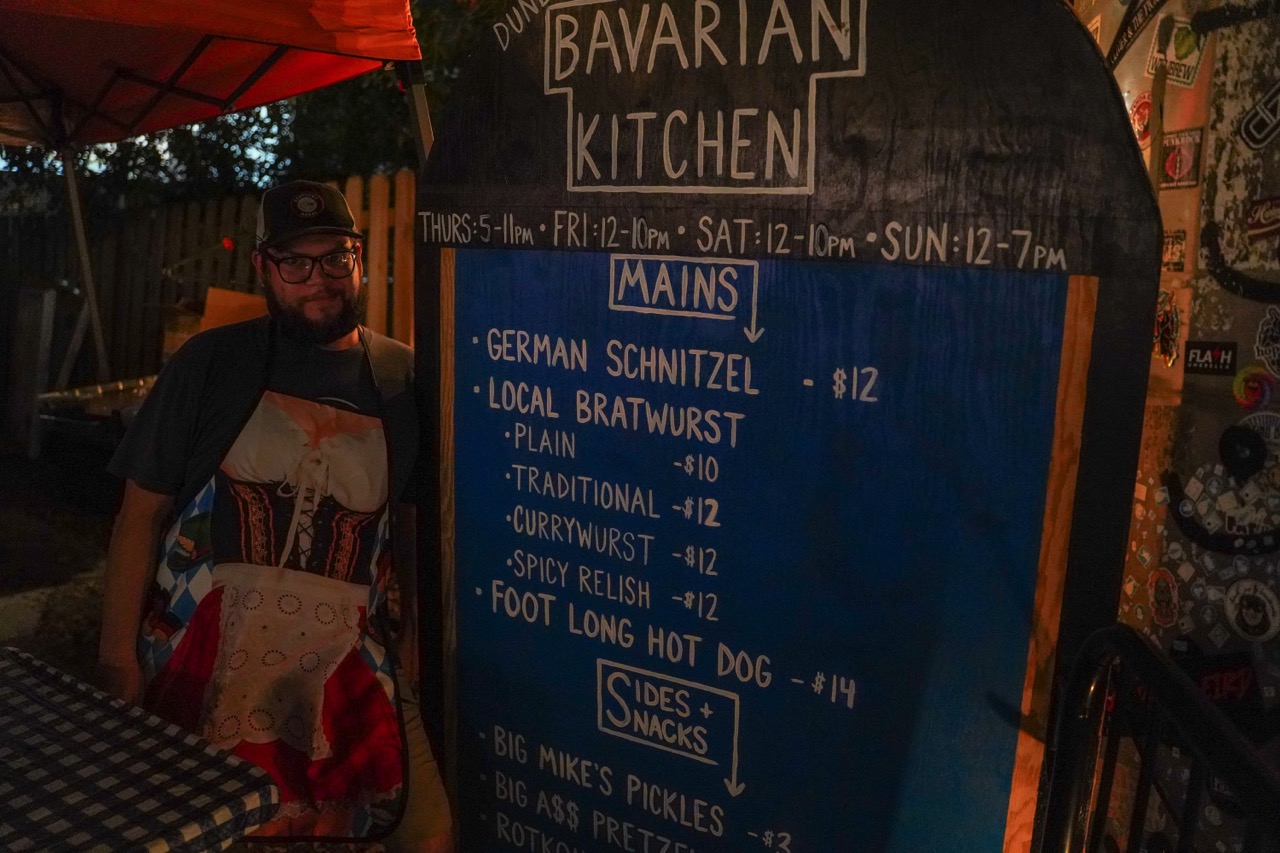 BAVARIAN
KITCHEN
THURS: 5-11PM • FRI: 12-10PM • SAT: 12-10PM • SUN: 12-7PM
MAINS
• GERMAN SCHNITZEL - $12
• LOCAL BRATWURST
• PLAIN -$10
• TRADITIONAL -$12
• CURRYWURST -$12
• SPICY RELISH -$12
• FOOT LONG HOT DOG -$14
SIDES +
SNACKS
• BIG MIKE'S PICKLES -$3
• BIG A$$
FLASH